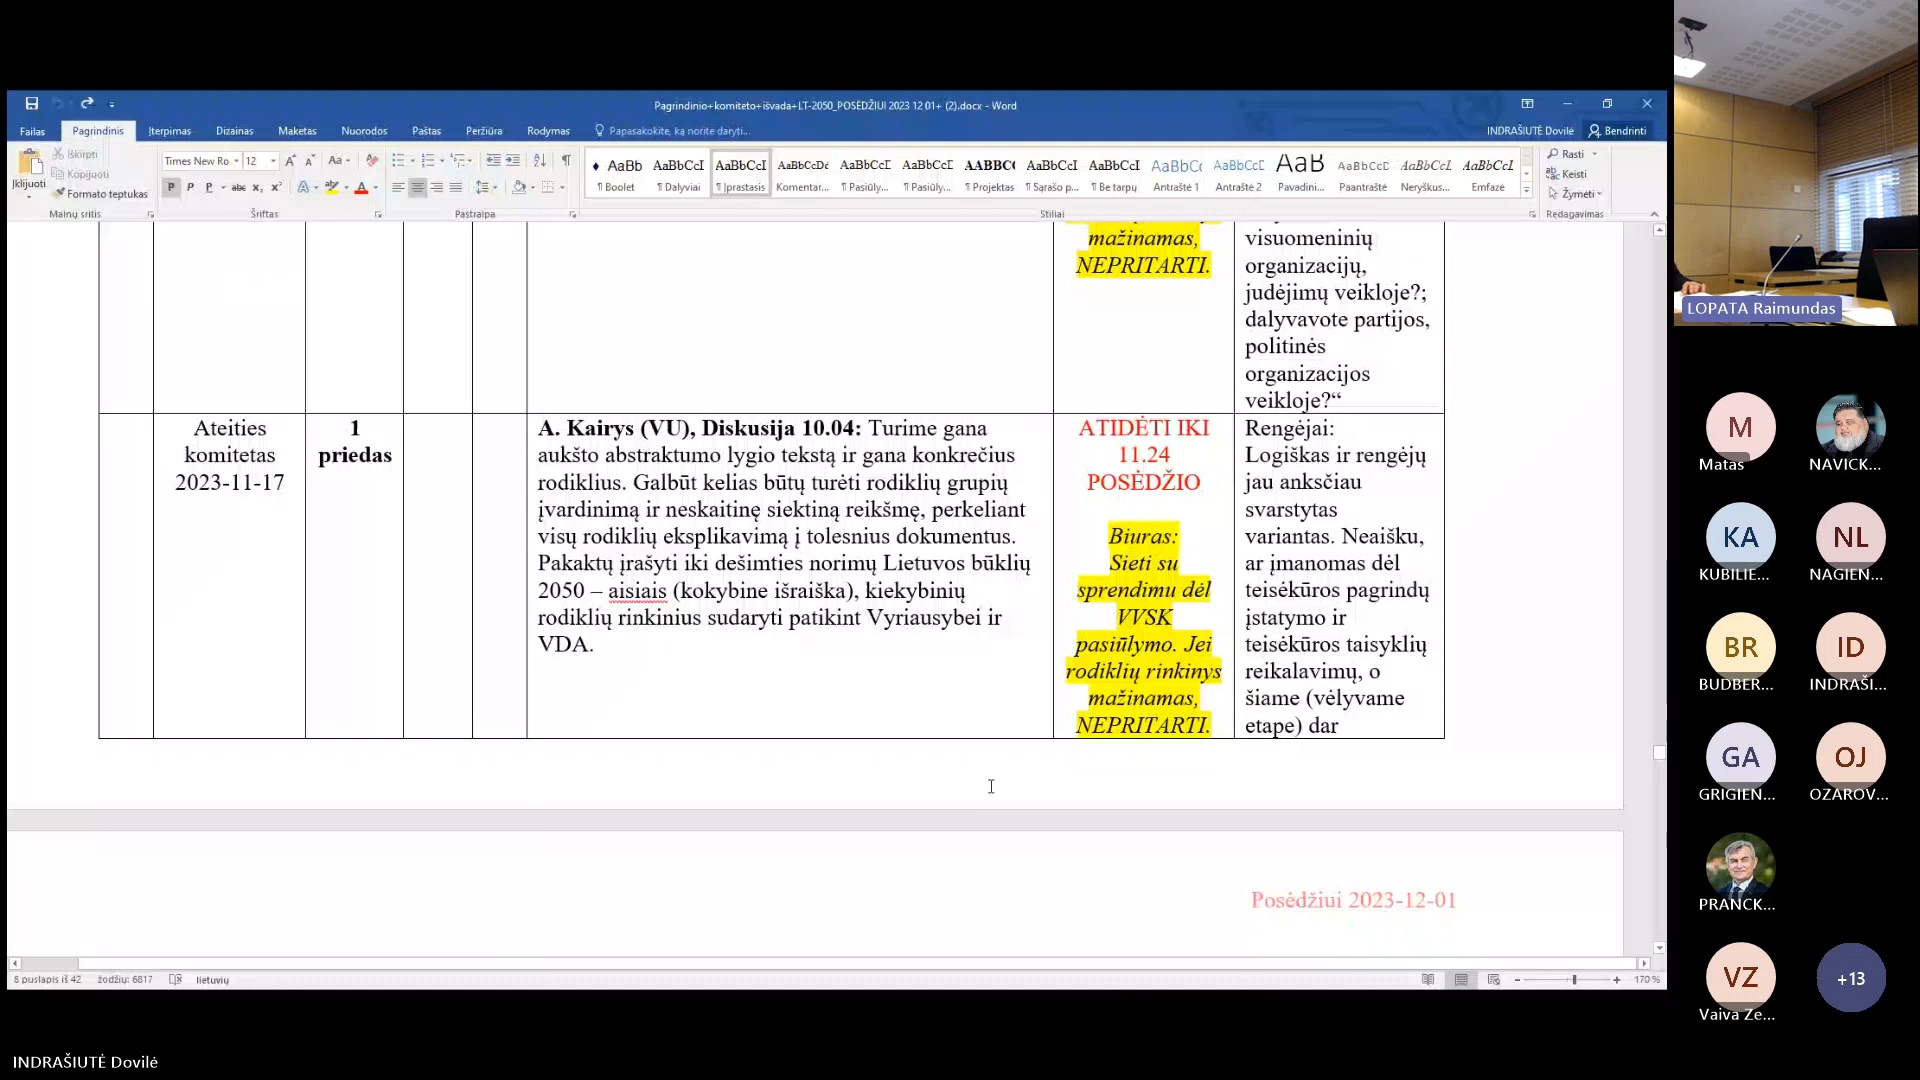 Pagrindinio+komiteto+išvada+LT-2050_POSĖDŽIUI 2023 12 01+ (2).docx - Word
Failas
Pagrindinis
Įterpimas
Dizainas
Maketas
Nuorodos
Paštas
Peržiūra
Rodymas
Papasakokite, ką norite daryti...
INDRAŠIUTĖ Dovilė
Bendrinti
Įklijuoti
Iškirpti
Kopijuoti
Formato teptukas
Mainų sritis
Times New Ro
12
Šriftas
Pastraipa
¶ Boolet
¶ Dalyviai
¶ Įprastasis
Komentar...
¶ Pasiūly...
¶ Pasiūly...
¶ Projektas
¶ Sąrašo p...
¶ Be tarpų
Antraštė 1
Antraštė 2
Pavadini...
Paantraštė
Neryškus...
Emfazė
Stiliai
Rasti
Keisti
Žymėti
Redagavimas
mažinamas,
NEPRITARTI.
visuomeninių
organizacijų,
judėjimų veikloje?;
dalyvavote partijos,
politinės
organizacijos
veikloje?“
Ateities
komitetas
2023-11-17
1
priedas
A. Kairys (VU), Diskusija 10.04: Turime gana
aukšto abstraktumo lygio tekstą ir gana konkrečius
rodiklius. Galbūt kelias būtų turėti rodiklių grupių
įvardinimą ir neskaitinę siektiną reikšmę, perkeliant
visų rodiklių eksplikavimą į tolesnius dokumentus.
Pakaktų įrašyti iki dešimties norimų Lietuvos būklių
2050 – aisiais (kokybine išraiška), kiekybinių
rodiklių rinkinius sudaryti patikint Vyriausybei ir
VDA.
ATIDĖTI IKI
11.24
POSĖDŽIO
Biuras:
Sieti su
sprendimu dėl
VVSK
pasiūlymo. Jei
rodiklių rinkinys
mažinamas,
NEPRITARTI.
Rengėjai:
Logiškas ir rengėjų
jau anksčiau
svarstytas
variantas. Neaišku,
ar įmanomas dėl
teisėkūros pagrindų
įstatymo ir
teisėkūros taisyklių
reikalavimų, o
šiame (vėlyvame
etape) dar
Posėdžiui 2023-12-01
8 puslapis iš 42
žodžių: 6817
lietuvių
170 %
INDRAŠIUTĖ Dovilė
LOPATA Raimundas
M
Matas
NAVICK...
KA
KUBILIE...
NL
NAGIEN...
BR
BUDBER...
ID
INDRAŠI...
GA
GRIGIEN...
OJ
OZAROV...
PRANCK...
VZ
Vaiva Ze...
+13